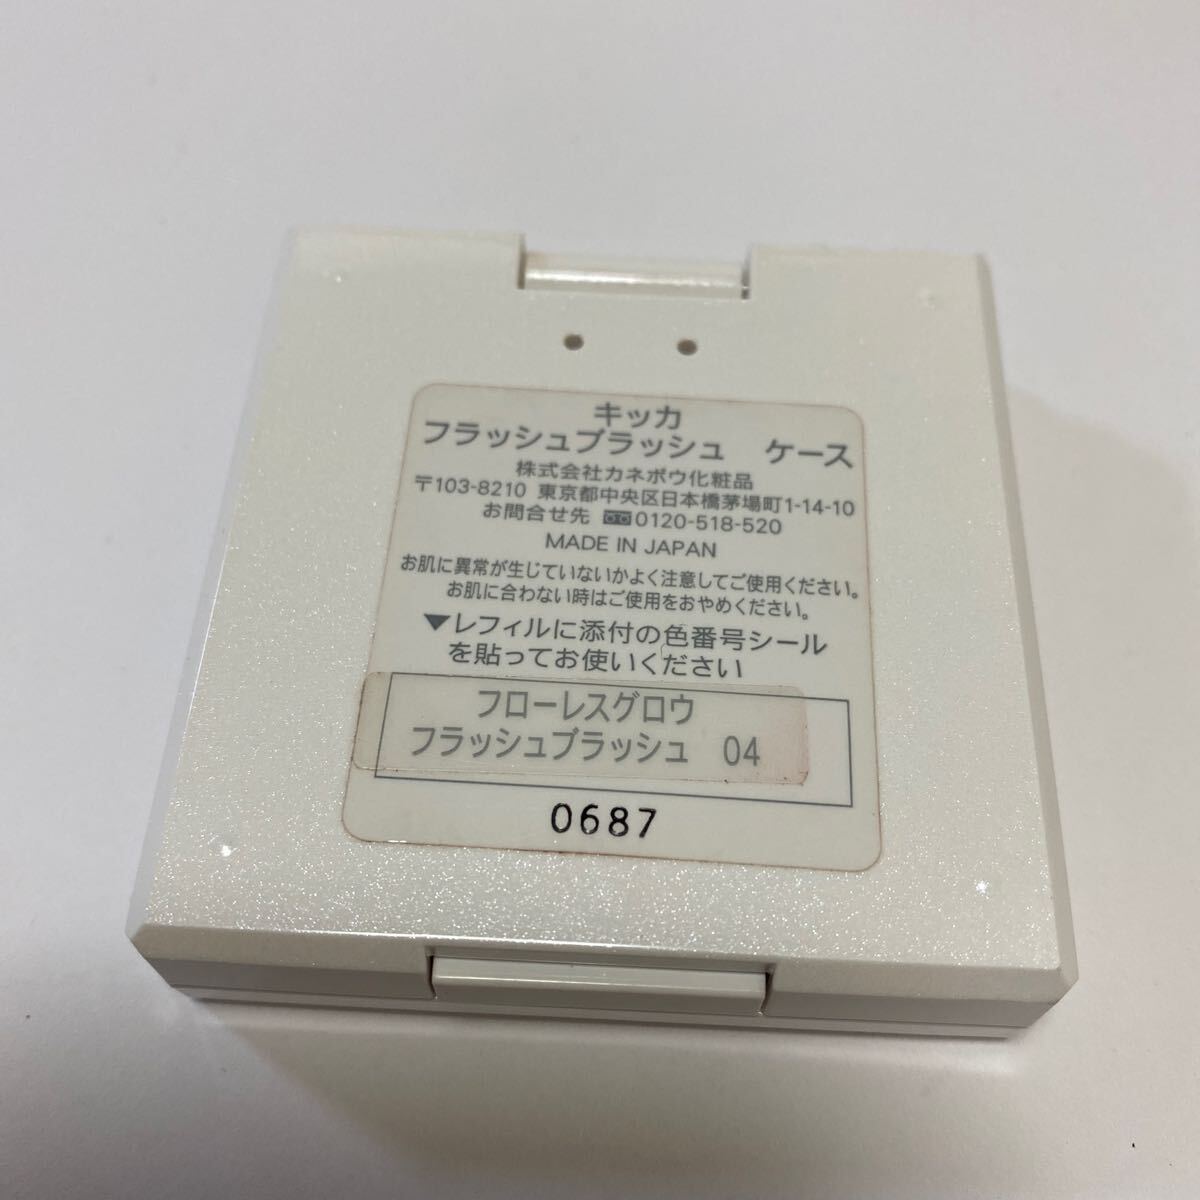 キッカ
フラッシュブラッシュ ケース
株式会社カネボウ化粧品
〒103-8210 東京都中央区日本橋茅場町1-14-10
お問合せ先 0120-518-520
MADE IN JAPAN
お肌に異常が生じていないかよく注意してご使用ください。
お肌に合わない時はご使用をおやめください。
▼レフィルに添付の色番号シール
を貼ってお使いください
フローレスグロウ
フラッシュブラッシュ 04
0687